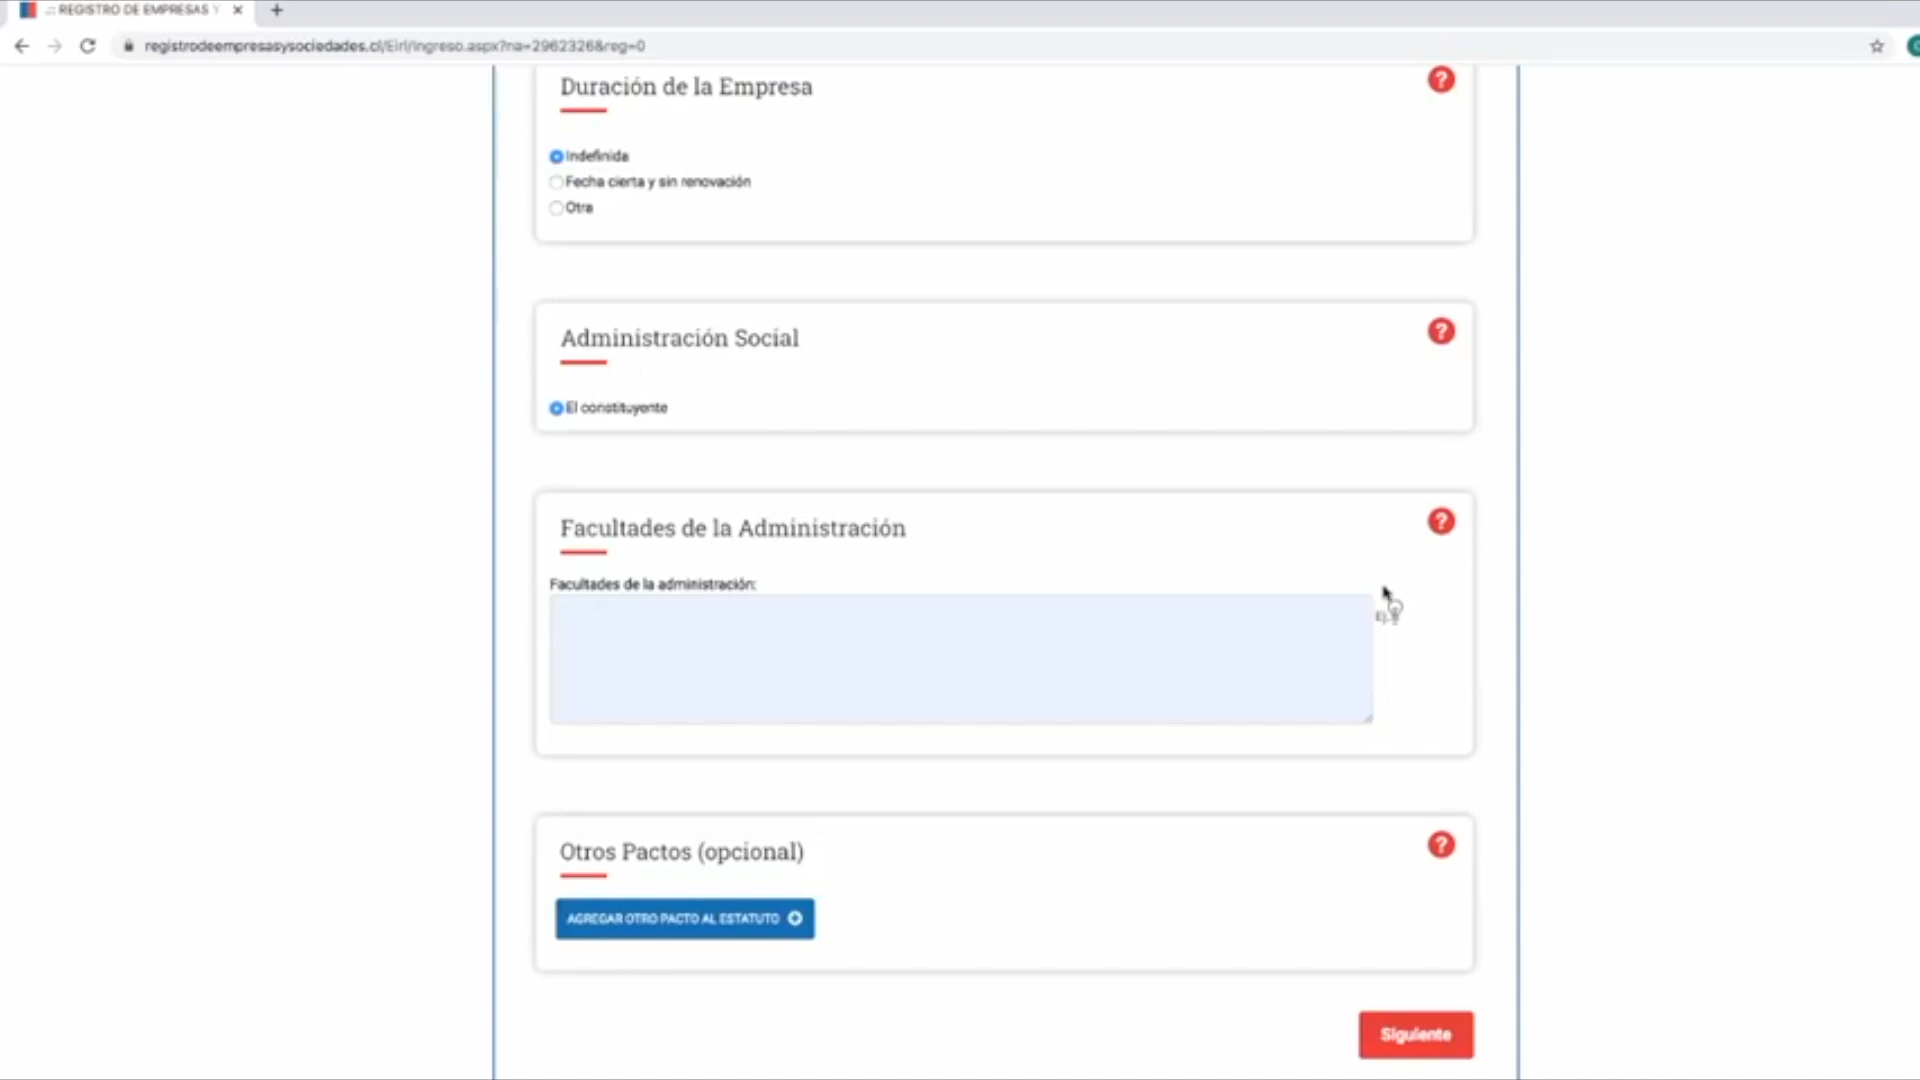 .:: REGISTRO DE EMPRESAS Y
registrodeempresasysociedades.cl/Eirl/Ingreso.aspx?na=2962326&reg=0
Duración de la Empresa
?
Indefinida
Fecha cierta y sin renovación
Otra
Administración Social
?
El constituyente
Facultades de la Administración
?
Facultades de la administración:
Ej.
Otros Pactos (opcional)
?
AGREGAR OTRO PACTO AL ESTATUTO
Siguiente